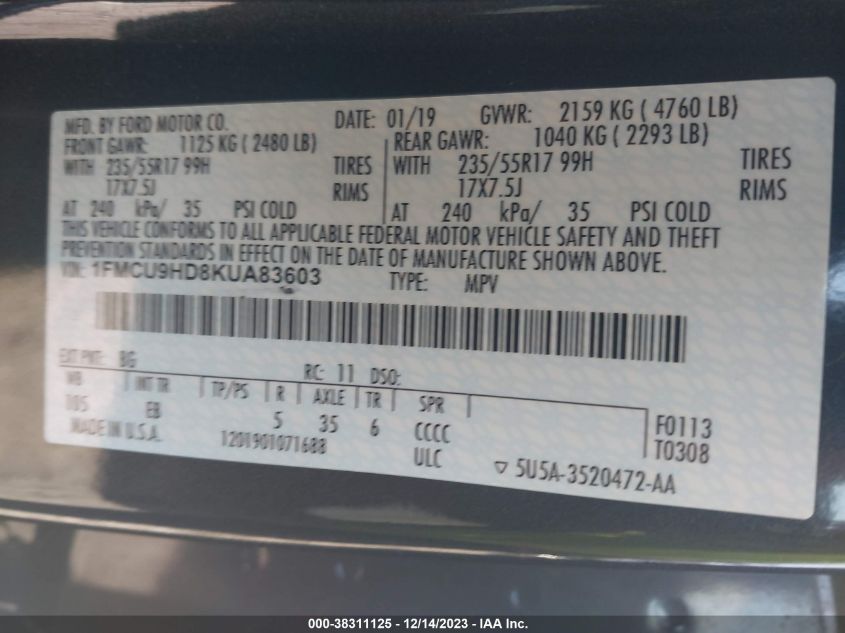 MFD. BY FORD MOTOR CO. DATE: 01/19 GVWR: 2159 KG ( 4760 LB)
FRONT GAWR: 1125 KG ( 2480 LB) REAR GAWR: 1040 KG ( 2293 LB)
WITH 235/55R17 99H TIRES WITH 235/55R17 99H TIRES
17X7.5J RIMS 17X7.5J RIMS
AT 240 kPa/ 35 PSI COLD AT 240 kPa/ 35 PSI COLD
THIS VEHICLE CONFORMS TO ALL APPLICABLE FEDERAL MOTOR VEHICLE SAFETY AND THEFT
PREVENTION STANDARDS IN EFFECT ON THE DATE OF MANUFACTURE SHOWN ABOVE.
VIN: 1FMCU9HD8KUA83603 TYPE: MPV
EXT PNT: BG RC: 11 DSO:
WB INT TR TP/PS R AXLE TR SPR
105 EB 5 35 6 CCCC F0113
MADE IN U.S.A. 1201901071688 ULC T0308
5U5A-3520472-AA
000-38311125 - 12/14/2023 - IAAI.com